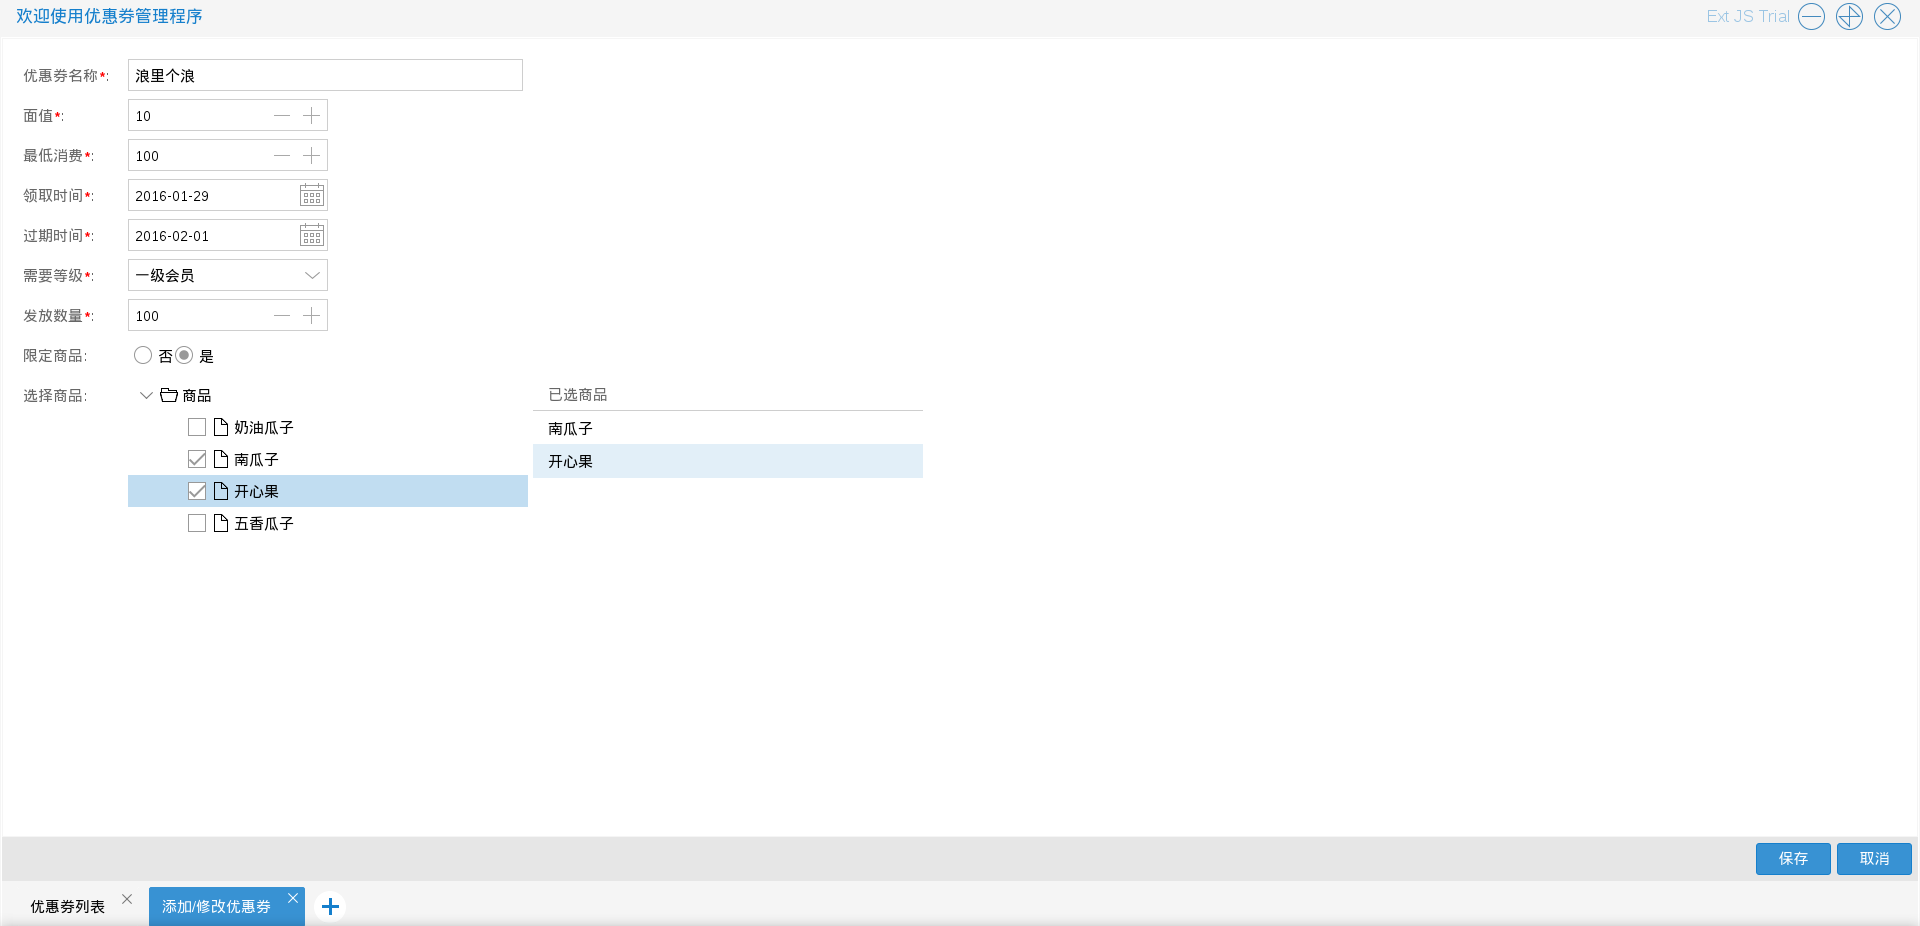 欢迎使用优惠券管理程序
Ext JS Trial
优惠券名称*: 浪里个浪
面值*: 10
最低消费*: 100
领取时间*: 2016-01-29
过期时间*: 2016-02-01
需要等级*: 一级会员
发放数量*: 100
限定商品: 否 是
选择商品: 商品
奶油瓜子
南瓜子
开心果
五香瓜子
已选商品
南瓜子
开心果
保存 取消
优惠券列表 添加/修改优惠券